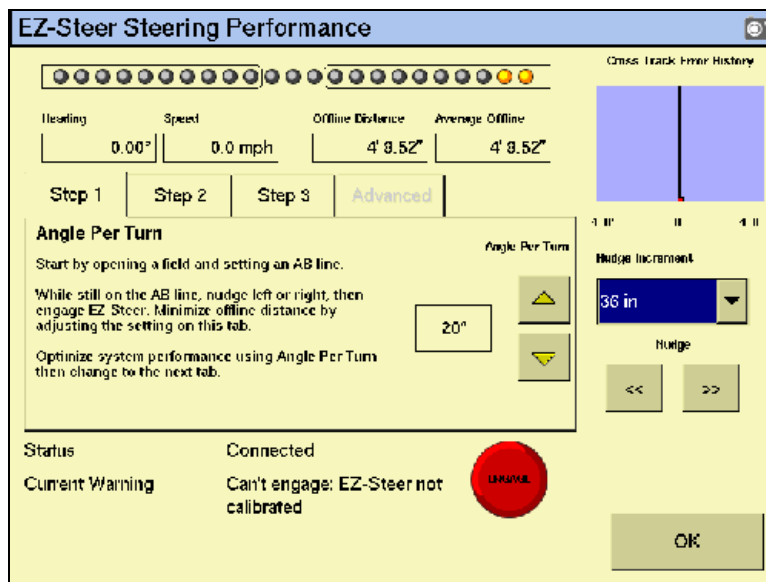 EZ-Steer Steering Performance
Cross Track Error History
Heading
Speed
Offline Distance
Average Offline
0.00°
0.0 mph
4' 9.52"
4' 9.52"
Step 1
Step 2
Step 3
Advanced
Angle Per Turn
Angle Per Turn
Start by opening a field and setting an AB line.
While still on the AB line, nudge left or right, then
engage EZ Steer. Minimize offline distance by
adjusting the setting on this tab.
20°
Optimize system performance using Angle Per Turn
then change to the next tab.
0
Nudge Increment
36 in
Nudge
<<
>>
Status
Connected
Current Warning
Can't engage: EZ-Steer not
calibrated
ENGAGE
OK